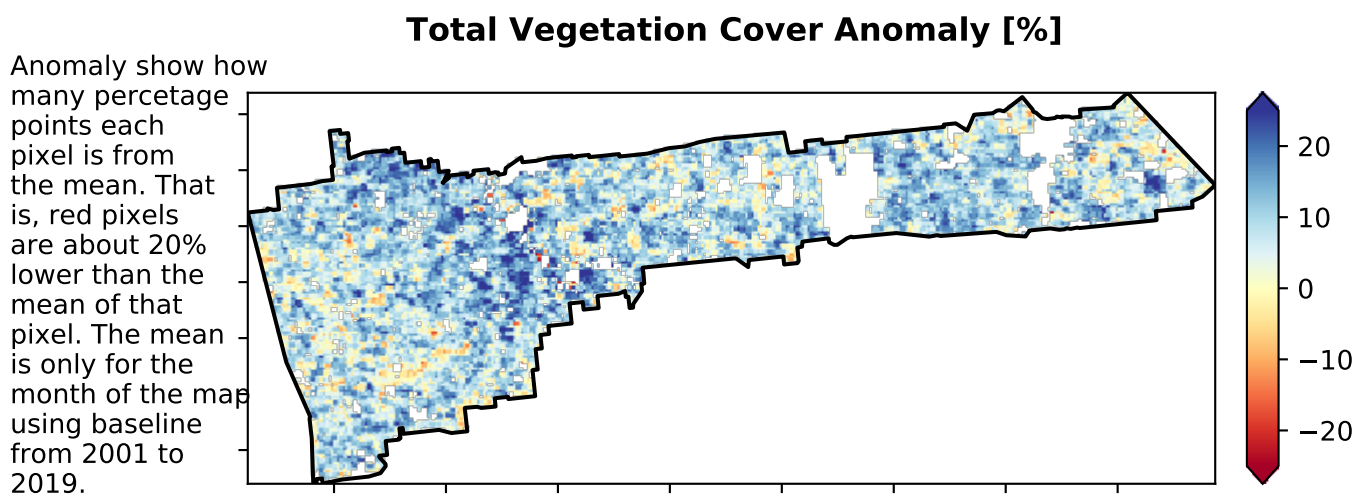 Total Vegetation Cover Anomaly [%]
Anomaly show how
many percetage
points each
pixel is from
the mean. That
is, red pixels
are about 20%
lower than the
mean of that
pixel. The mean
is only for the
month of the map
using baseline
from 2001 to
2019.
20
10
0
−10
−20